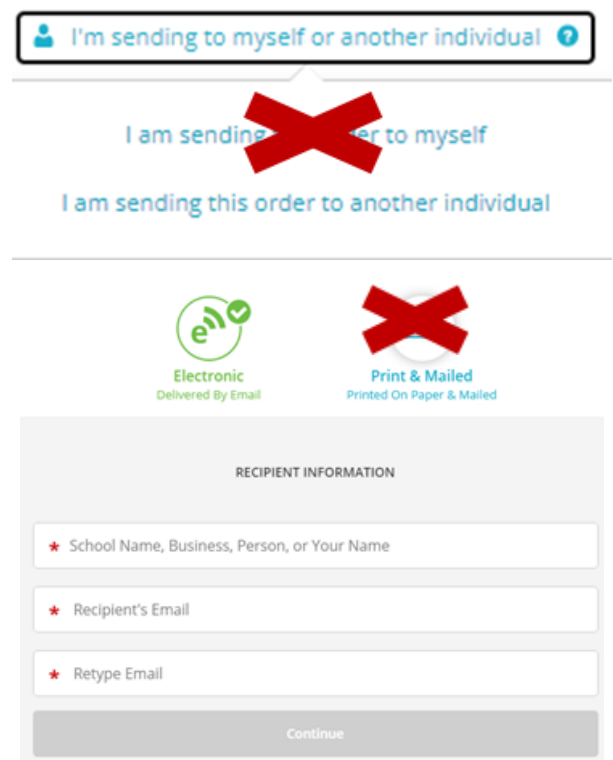 I'm sending to myself or another individual ?
I am sending er to myself
I am sending this order to another individual
e
Electronic
Delivered By Email
Print & Mailed
Printed On Paper & Mailed
RECIPIENT INFORMATION
* School Name, Business, Person, or Your Name
* Recipient's Email
* Retype Email
Continue